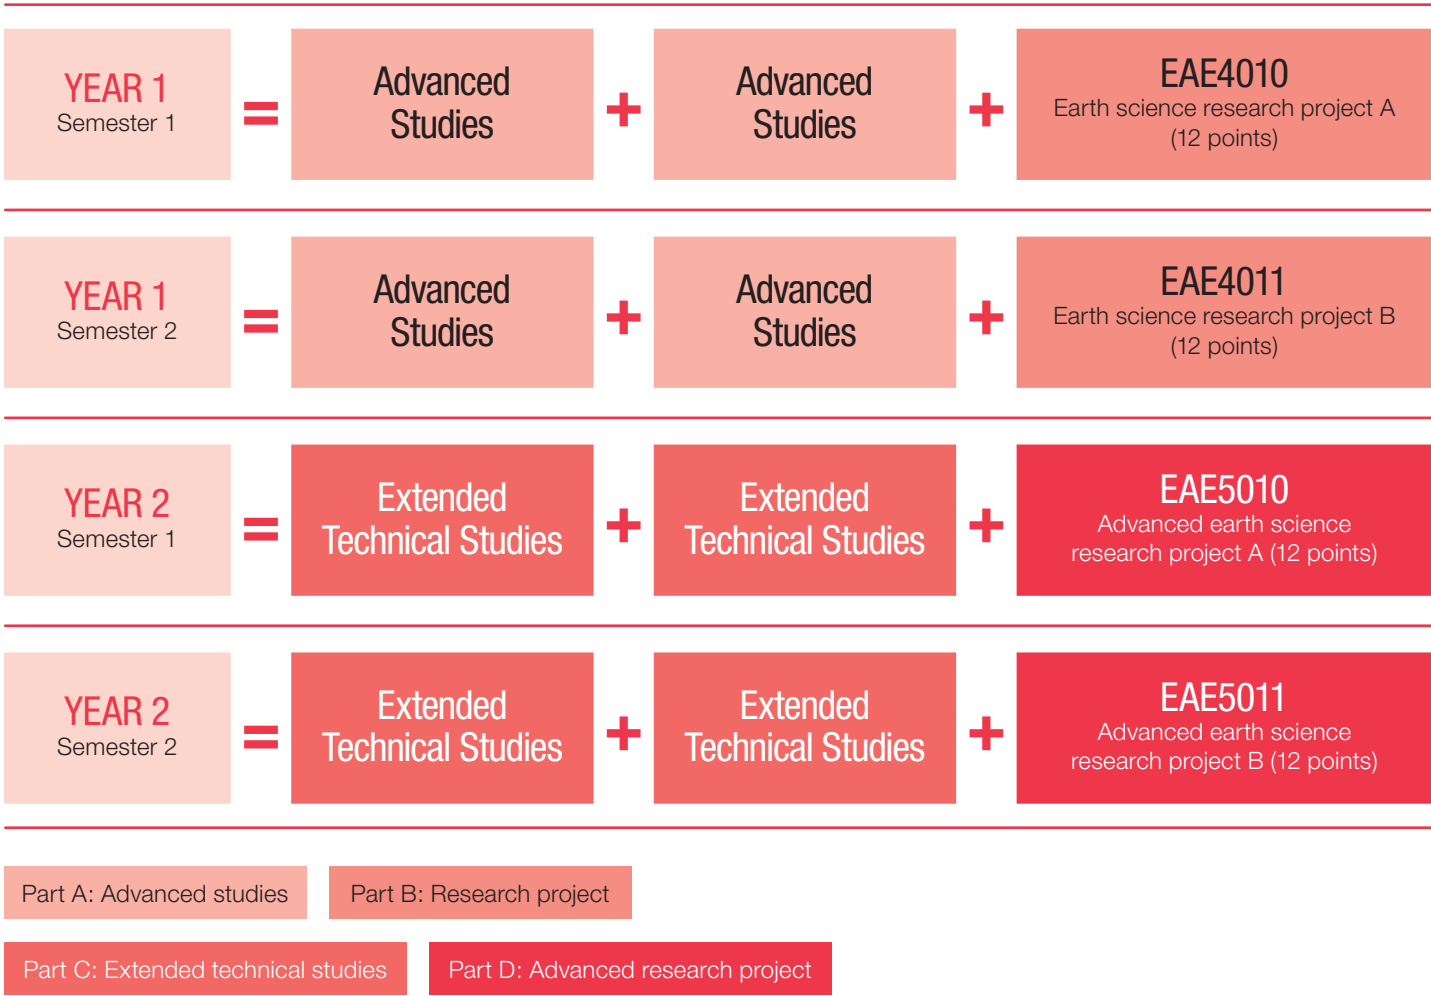 YEAR 1
Semester 1
=
Advanced
Studies
+
Advanced
Studies
+
EAE4010
Earth science research project A
(12 points)
YEAR 1
Semester 2
=
Advanced
Studies
+
Advanced
Studies
+
EAE4011
Earth science research project B
(12 points)
YEAR 2
Semester 1
=
Extended
Technical Studies
+
Extended
Technical Studies
+
EAE5010
Advanced earth science
research project A (12 points)
YEAR 2
Semester 2
=
Extended
Technical Studies
+
Extended
Technical Studies
+
EAE5011
Advanced earth science
research project B (12 points)
Part A: Advanced studies
Part B: Research project
Part C: Extended technical studies
Part D: Advanced research project